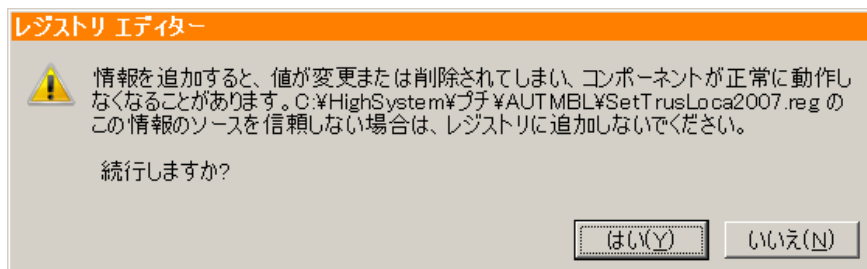 レジストリ エディター
情報を追加すると、値が変更または削除されてしまい、コンポーネントが正常に動作し
なくなることがあります。C:¥HighSystem¥プチ¥AUTMBL¥SetTrusLoca2007.reg の
この情報のソースを信頼しない場合は、レジストリに追加しないでください。
続行しますか?
はい(Y) いいえ(N)